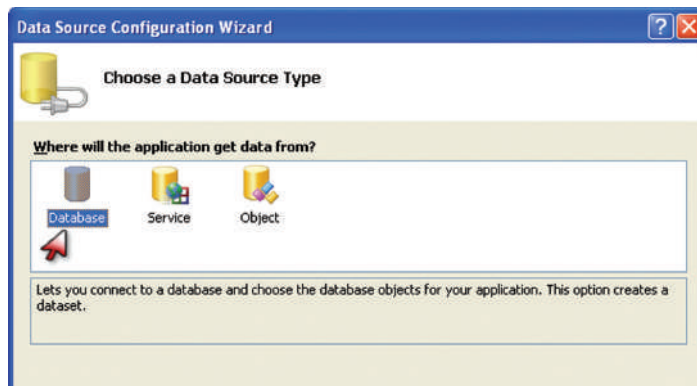 Data Source Configuration Wizard
Choose a Data Source Type
Where will the application get data from?
Database Service Object
Lets you connect to a database and choose the database objects for your application. This option creates a
dataset.